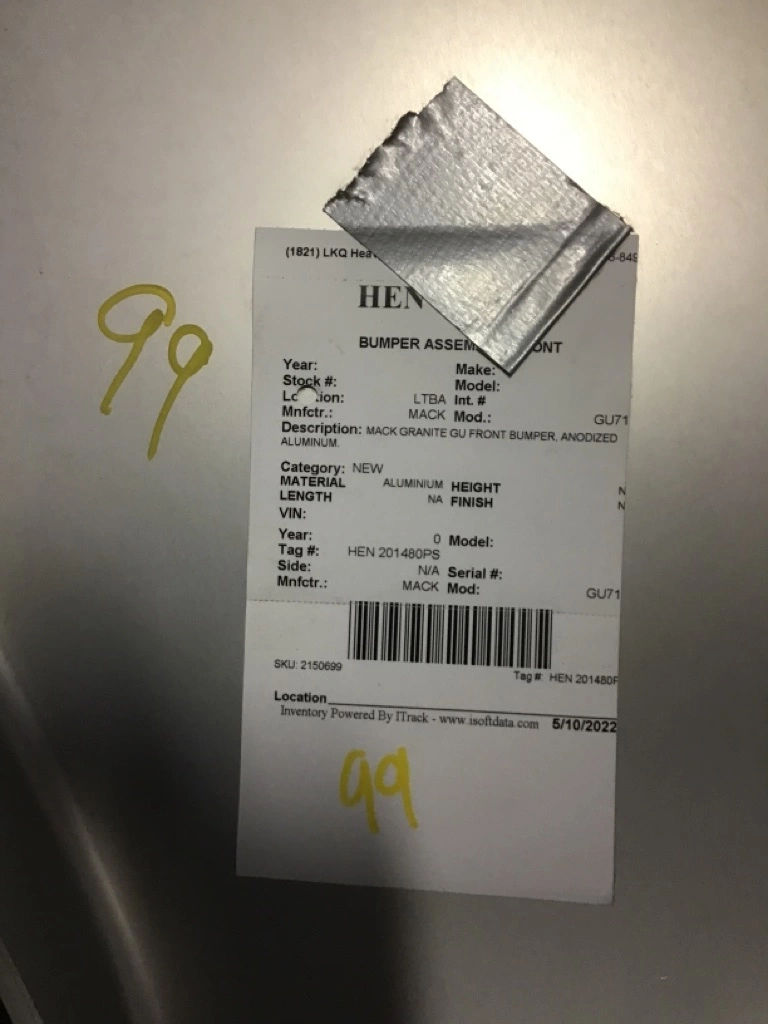 (1821) LKQ
8-849
HEN
BUMPER ONT
Year: Make:
Stock #: Model:
LTBA Int. #
Mnfctr.: MACK Mod.: GU71
Description: MACK GRANITE GU FRONT BUMPER, ANODIZED
ALUMINUM.
Category: NEW
MATERIAL ALUMINIUM HEIGHT N
LENGTH NA FINISH N
VIN:
Year: 0 Model:
Tag #: HEN 201480PS
Side: N/A Serial #:
Mnfctr.: MACK Mod: GU71
SKU: 2150699 Tag #: HEN 201480P
Location
Inventory Powered By ITrack - www.isoftdata.com 5/10/2022
99
99